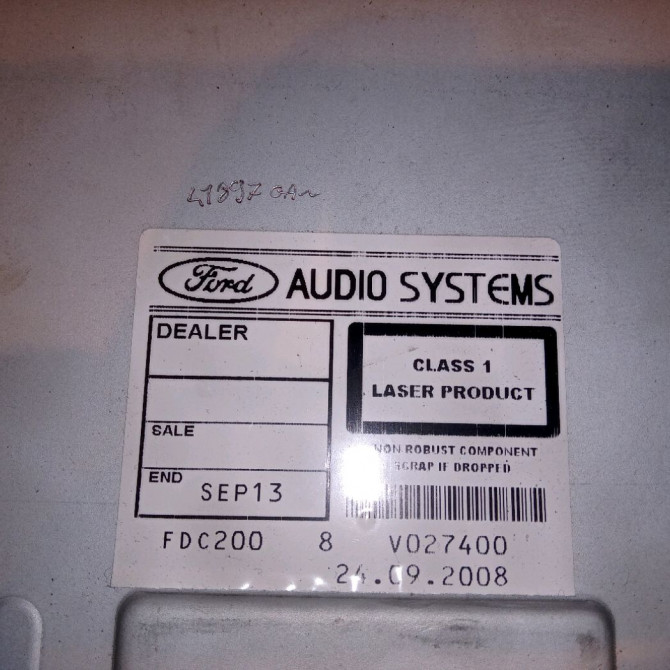 Ford AUDIO SYSTEMS
DEALER
CLASS 1
LASER PRODUCT
SALE
NON ROBUST COMPONENT
SCRAP IF DROPPED
END SEP13
FDC200 8 V027400
24.09.2008